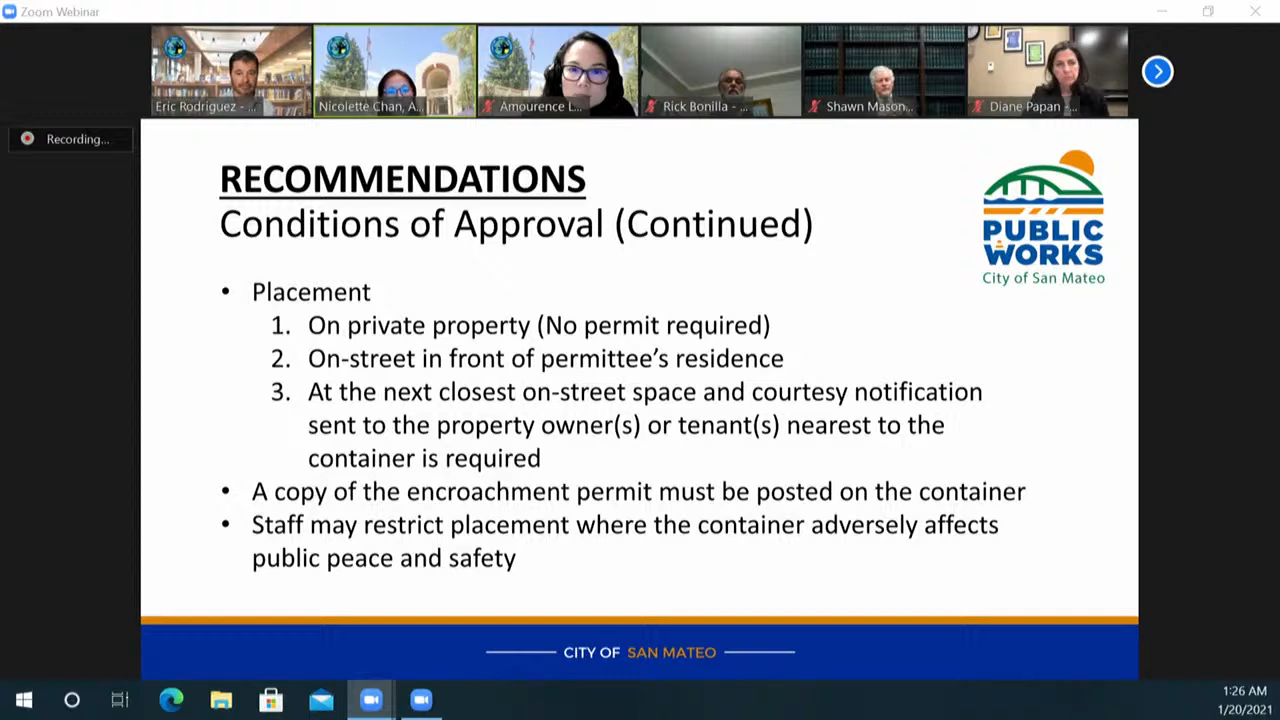 Zoom Webinar
Eric Rodriguez - ...
Nicolette Chan, A...
Amourence L...
Rick Bonilla - ...
Shawn Mason...
Diane Papan - ...
Recording...
RECOMMENDATIONS
Conditions of Approval (Continued)
PUBLIC
WORKS
City of San Mateo
• Placement
1. On private property (No permit required)
2. On-street in front of permittee's residence
3. At the next closest on-street space and courtesy notification
sent to the property owner(s) or tenant(s) nearest to the
container is required
• A copy of the encroachment permit must be posted on the container
• Staff may restrict placement where the container adversely affects
public peace and safety
CITY OF SAN MATEO
1:26 AM
1/20/2021